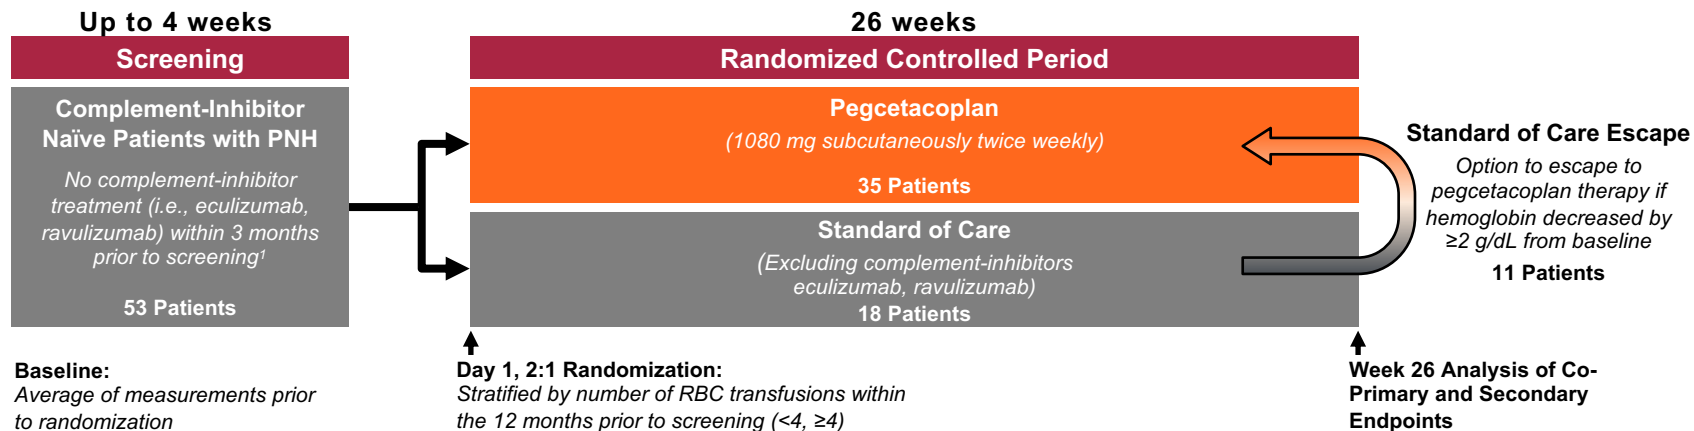 Up to 4 weeks
Screening
Complement-Inhibitor
Naïve Patients with PNH
No complement-inhibitor
treatment (i.e., eculizumab,
ravulizumab) within 3 months
prior to screening¹
53 Patients
Baseline:
Average of measurements prior
to randomization
26 weeks
Randomized Controlled Period
Pegcetacoplan
(1080 mg subcutaneously twice weekly)
35 Patients
Standard of Care
(Excluding complement-inhibitors
eculizumab, ravulizumab)
18 Patients
Day 1, 2:1 Randomization:
Stratified by number of RBC transfusions within
the 12 months prior to screening (<4, ≥4)
Standard of Care Escape
Option to escape to
pegcetacoplan therapy if
hemoglobin decreased by
≥2 g/dL from baseline
11 Patients
Week 26 Analysis of Co-
Primary and Secondary
Endpoints